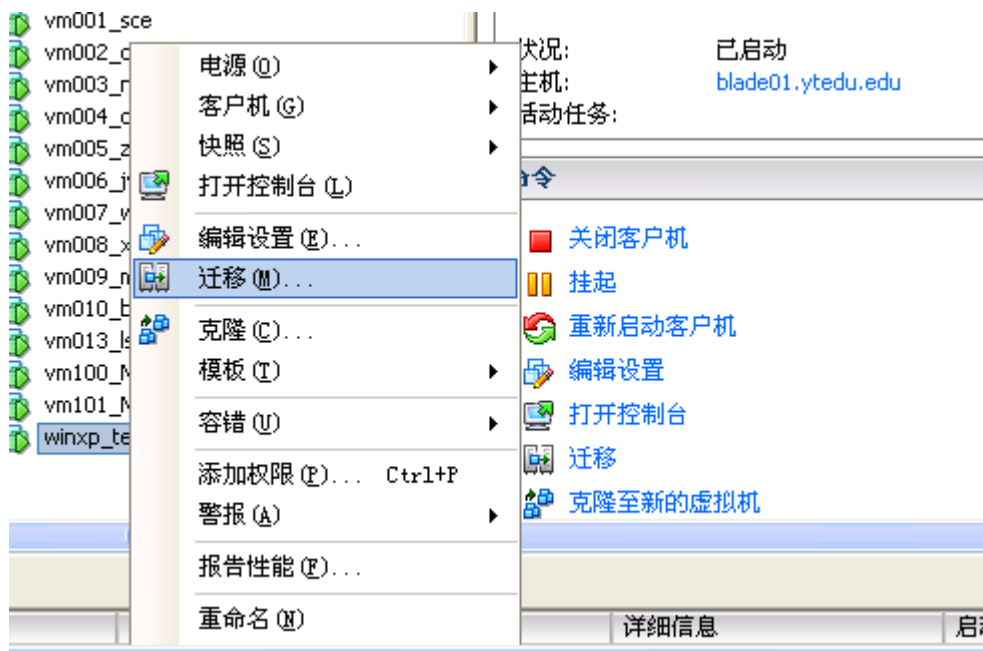 vm001_sce
vm002_c
vm003_r
vm004_c
vm005_z
vm006_j
vm007_v
vm008_x
vm009_n
vm010_b
vm013_ls
vm100_N
vm101_M
winxp_te
电源(O)
客户机(G)
快照(S)
打开控制台(L)
编辑设置(E)...
迁移(M)...
克隆(C)...
模板(T)
容错(U)
添加权限(P)... Ctrl+P
警报(A)
报告性能(F)...
重命名(N)
状况: 已启动
主机: blade01.ytedu.edu
活动任务:
命令
关闭客户机
挂起
重新启动客户机
编辑设置
打开控制台
迁移
克隆至新的虚拟机
详细信息